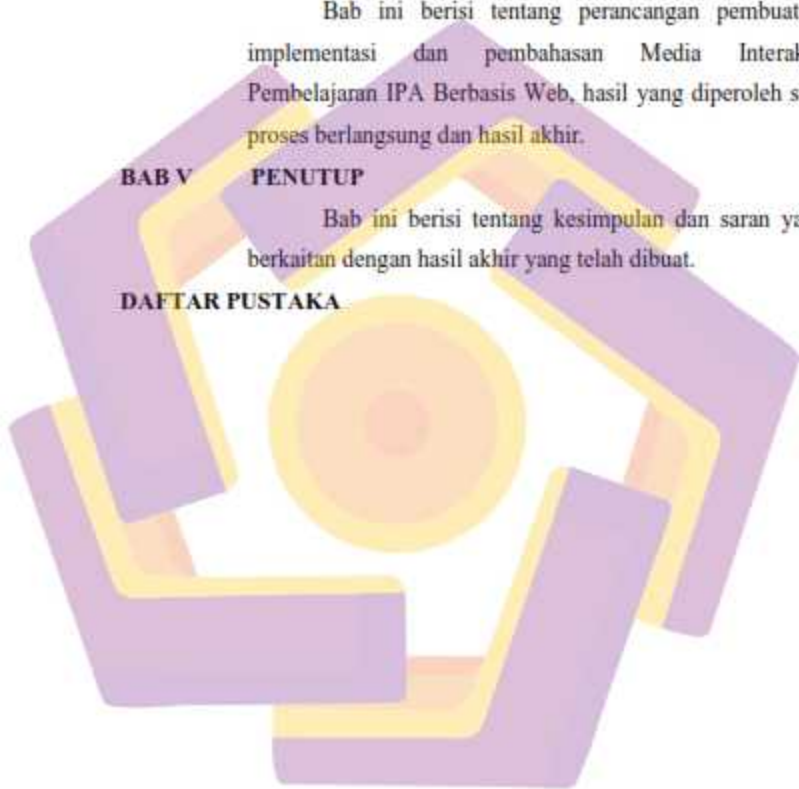 Bab ini berisi tentang perancangan pembuat
implementasi dan pembahasan Media Interak
Pembelajaran IPA Berbasis Web, hasil yang diperoleh s
proses berlangsung dan hasil akhir.
BAB V PENUTUP
Bab ini berisi tentang kesimpulan dan saran ya
berkaitan dengan hasil akhir yang telah dibuat.
DAFTAR PUSTAKA